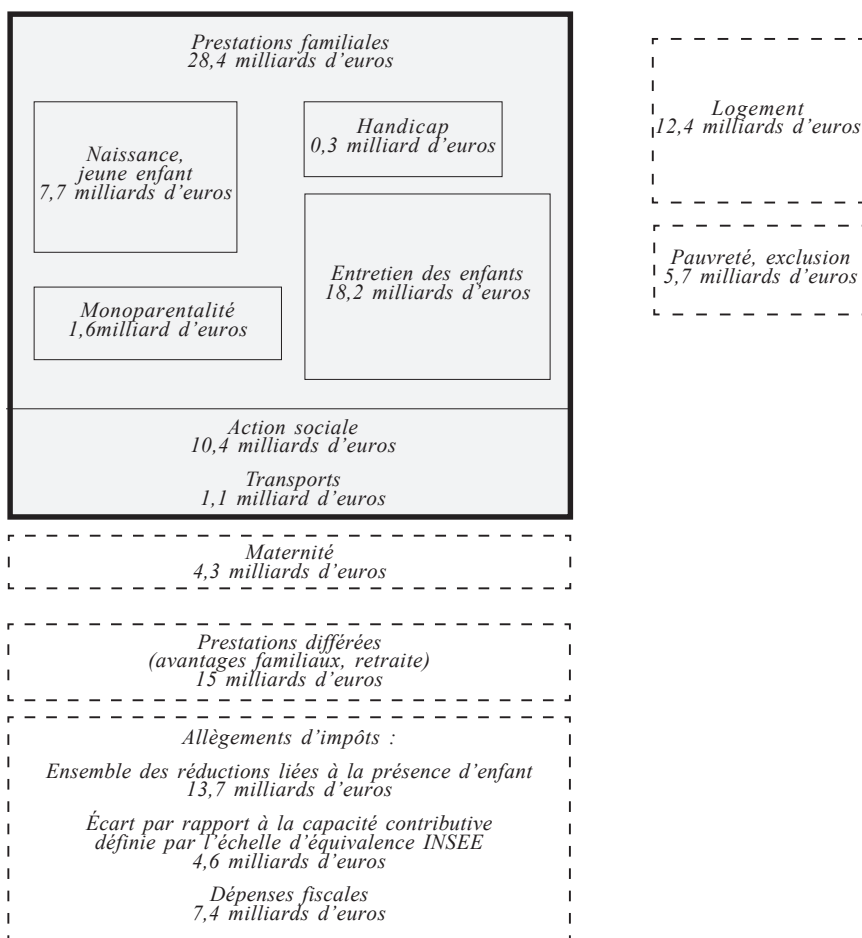 Prestations familiales
28,4 milliards d'euros
Naissance,
jeune enfant
7,7 milliards d'euros
Handicap
0,3 milliard d'euros
Entretien des enfants
18,2 milliards d'euros
Monoparentalité
1,6milliard d'euros
Action sociale
10,4 milliards d'euros
Transports
1,1 milliard d'euros
Maternité
4,3 milliards d'euros
Prestations différées
(avantages familiaux, retraite)
15 milliards d'euros
Allègements d'impôts :
Ensemble des réductions liées à la présence d'enfant
13,7 milliards d'euros
Écart par rapport à la capacité contributive
définie par l'échelle d'équivalence INSEE
4,6 milliards d'euros
Dépenses fiscales
7,4 milliards d'euros
Logement
12,4 milliards d'euros
Pauvreté, exclusion
5,7 milliards d'euros